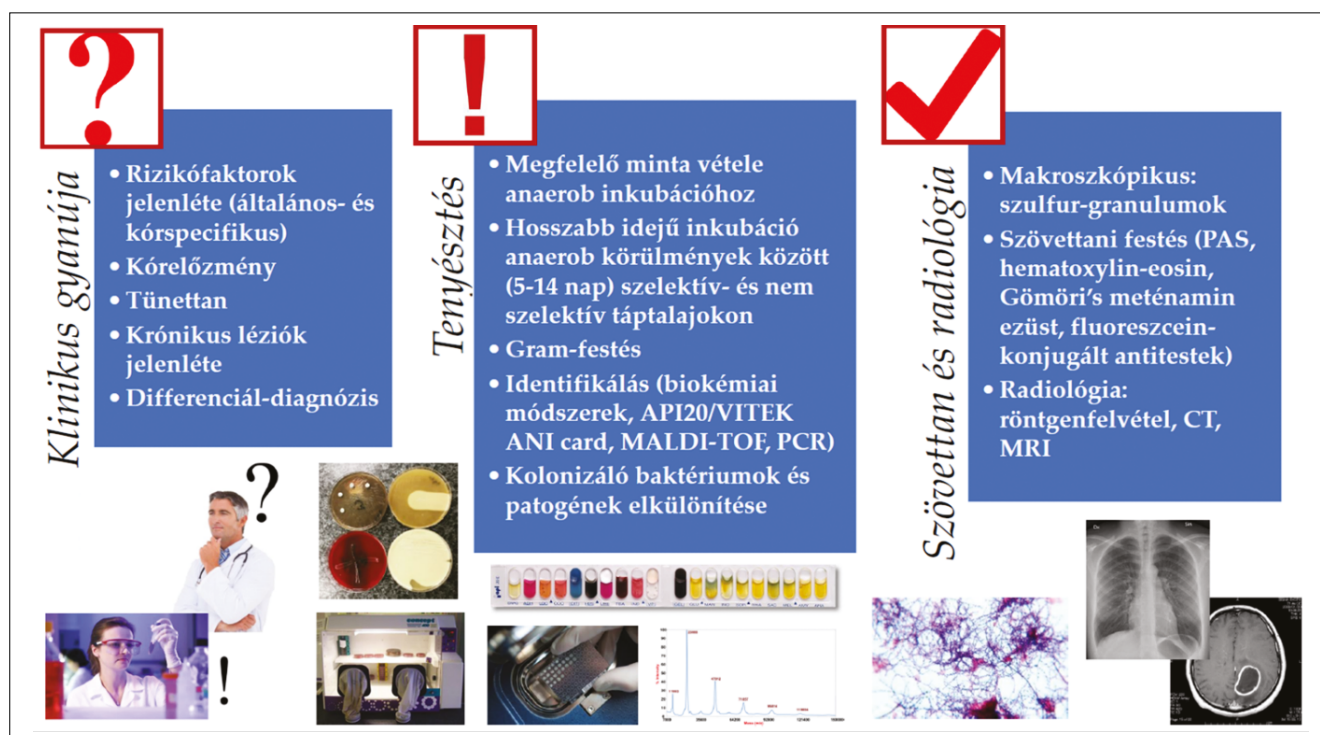 ?
Klinikus gyanúja
• Rizikófaktorok
jelenléte (általános- és
kórspecifikus)
• Kórelőzmény
• Tünettan
• Krónikus léziók
jelenléte
• Differenciál-diagnózis
!
Tenyésztés
• Megfelelő minta vétele
anaerob inkubációhoz
• Hosszabb idejű inkubáció
anaerob körülmények között
(5-14 nap) szelektív- és nem
szelektív táptalajokon
• Gram-festés
• Identifikálás (biokémiai
módszerek, API20/VITEK
ANI card, MALDI-TOF, PCR)
• Kolonizáló baktériumok és
patogének elkülönítése
Szövettan és radiológia
• Makroszkópikus:
szulfur-granulumok
• Szövettani festés (PAS,
hematoxylin-eosin,
Gömöri's meténamin
ezüst, fluoreszcein-
konjugált antitestek)
• Radiológia:
röntgenfelvétel, CT,
MRI
?
!